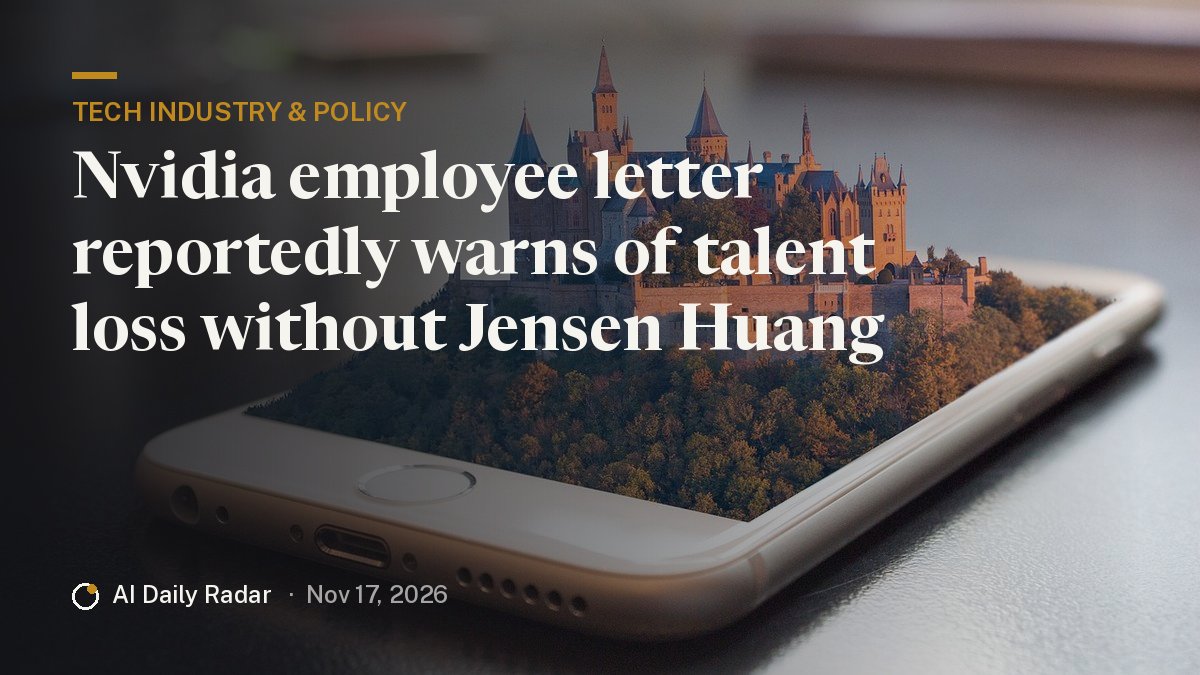 TECH INDUSTRY & POLICY
Nvidia employee letter
reportedly warns of talent
loss without Jensen Huang
AI Daily Radar · Nov 17, 2026